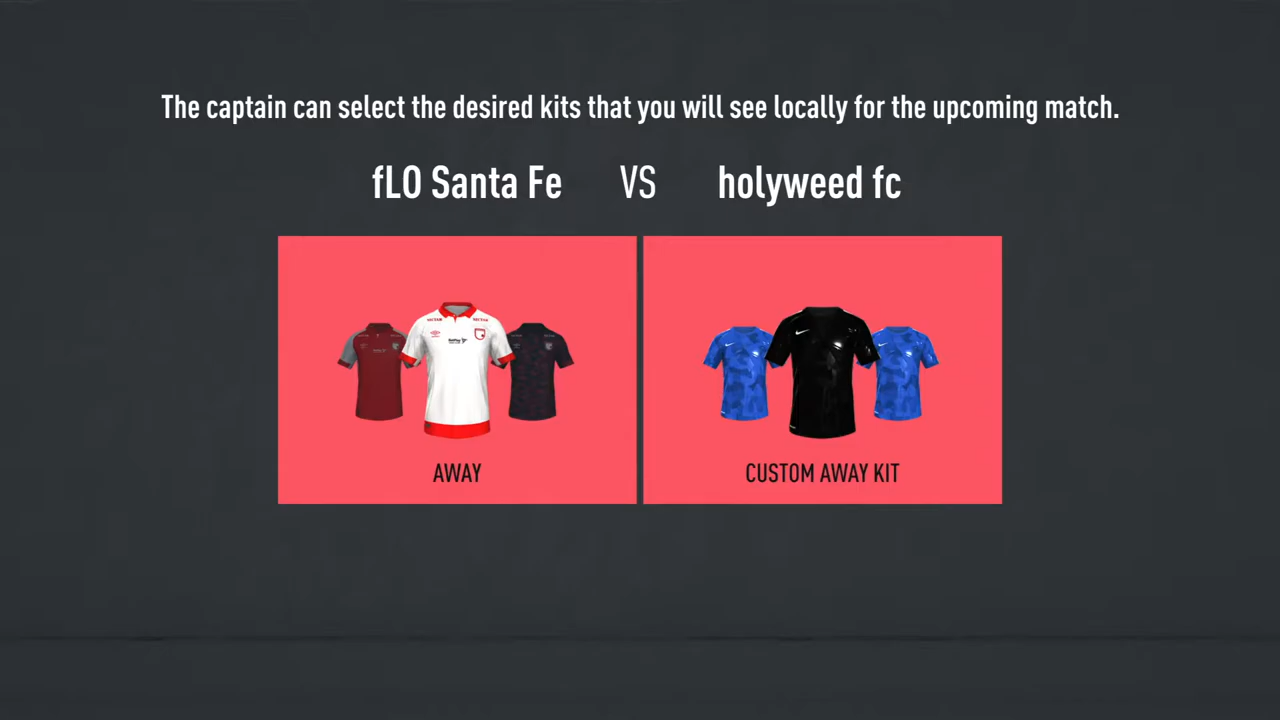 The captain can select the desired kits that you will see locally for the upcoming match.
fLO Santa Fe VS holyweed fc
AWAY
CUSTOM AWAY KIT